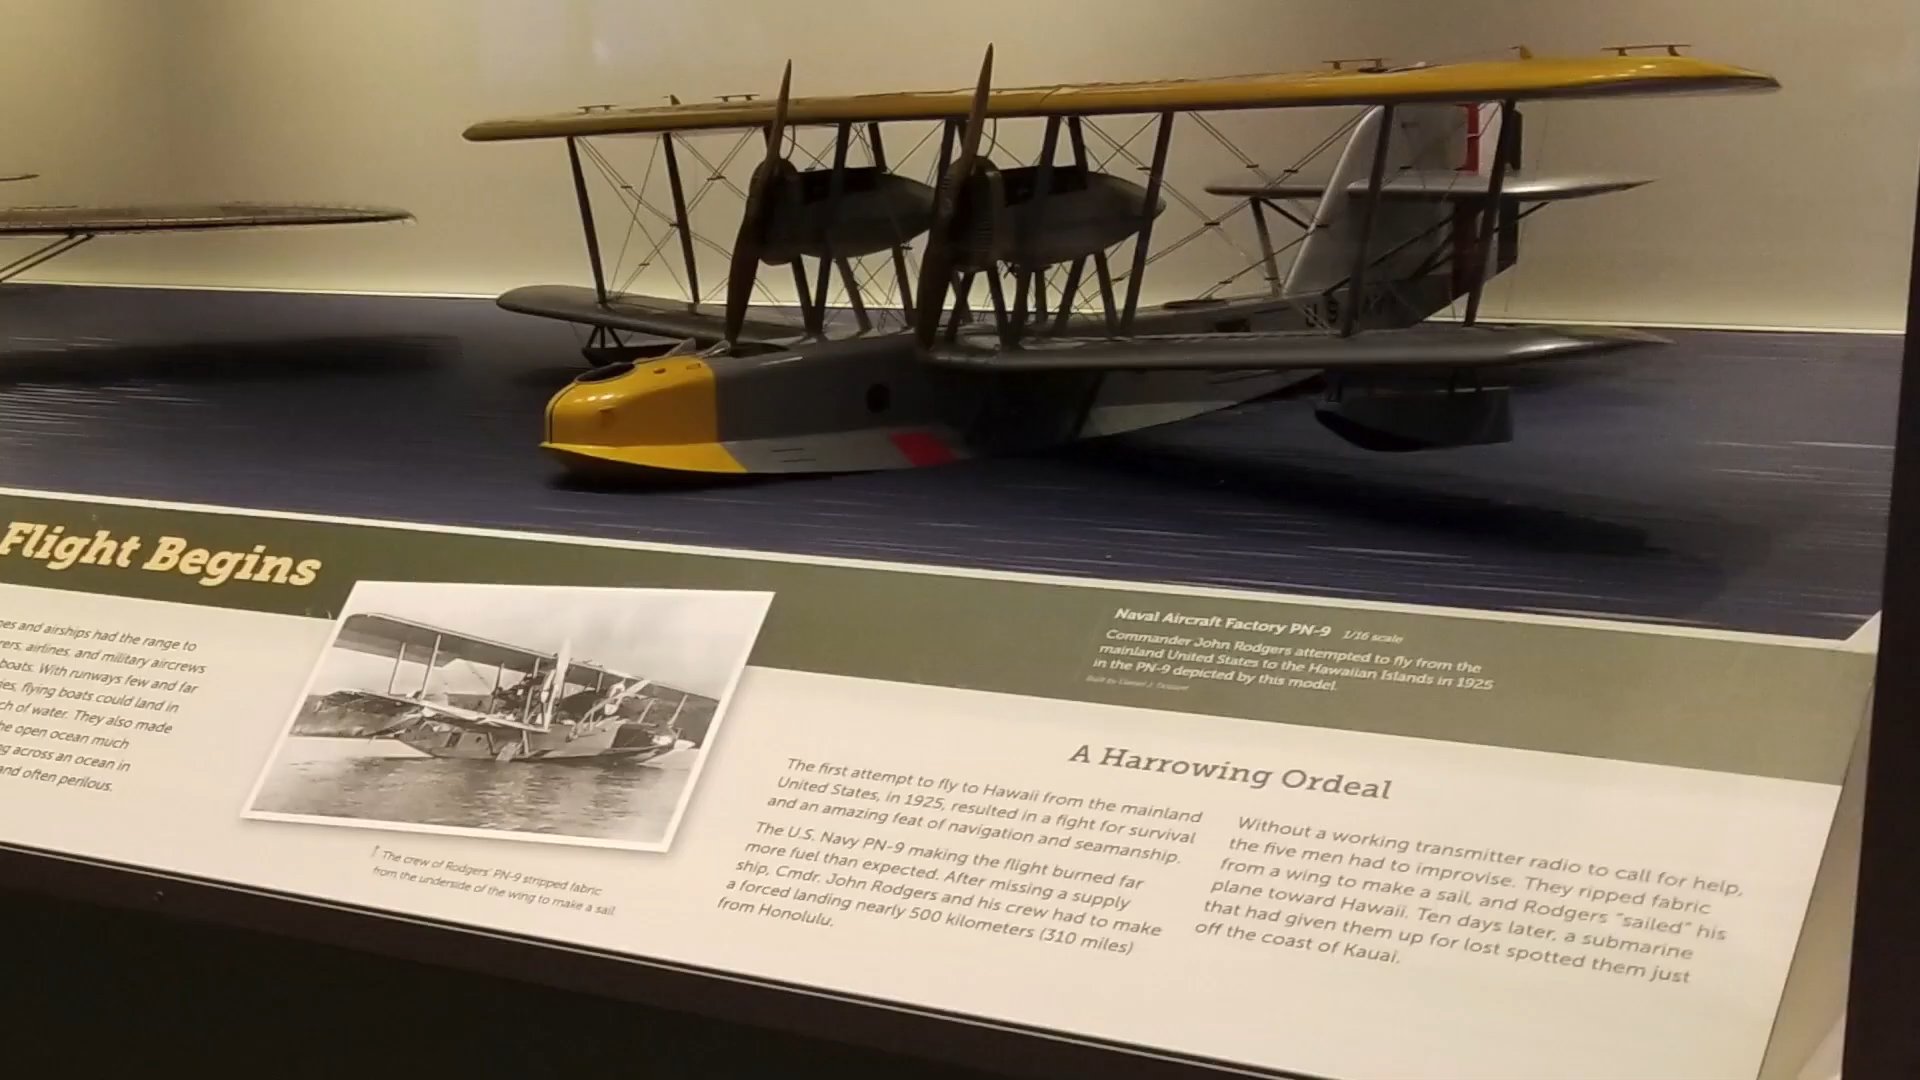 Flight Begins
and airships had the range to
airlines, and military aircrews
boats. With runways few and far
flying boats could land in
of water. They also made
open ocean much
across an ocean in
and often perilous.
↑ The crew of Rodgers' PN-9 stripped fabric
from the underside of the wing to make a sail.
Naval Aircraft Factory PN-9 1/16 scale
Commander John Rodgers attempted to fly from the
mainland United States to the Hawaiian Islands in 1925
in the PN-9 depicted by this model.
Built by
A Harrowing Ordeal
The first attempt to fly to Hawaii from the mainland
United States, in 1925, resulted in a fight for survival
and an amazing feat of navigation and seamanship.
The U.S. Navy PN-9 making the flight burned far
more fuel than expected. After missing a supply
ship, Cmdr. John Rodgers and his crew had to make
a forced landing nearly 500 kilometers (310 miles)
from Honolulu.
Without a working transmitter radio to call for help,
the five men had to improvise. They ripped fabric
from a wing to make a sail, and Rodgers "sailed" his
plane toward Hawaii. Ten days later, a submarine
that had given them up for lost spotted them just
off the coast of Kauai.